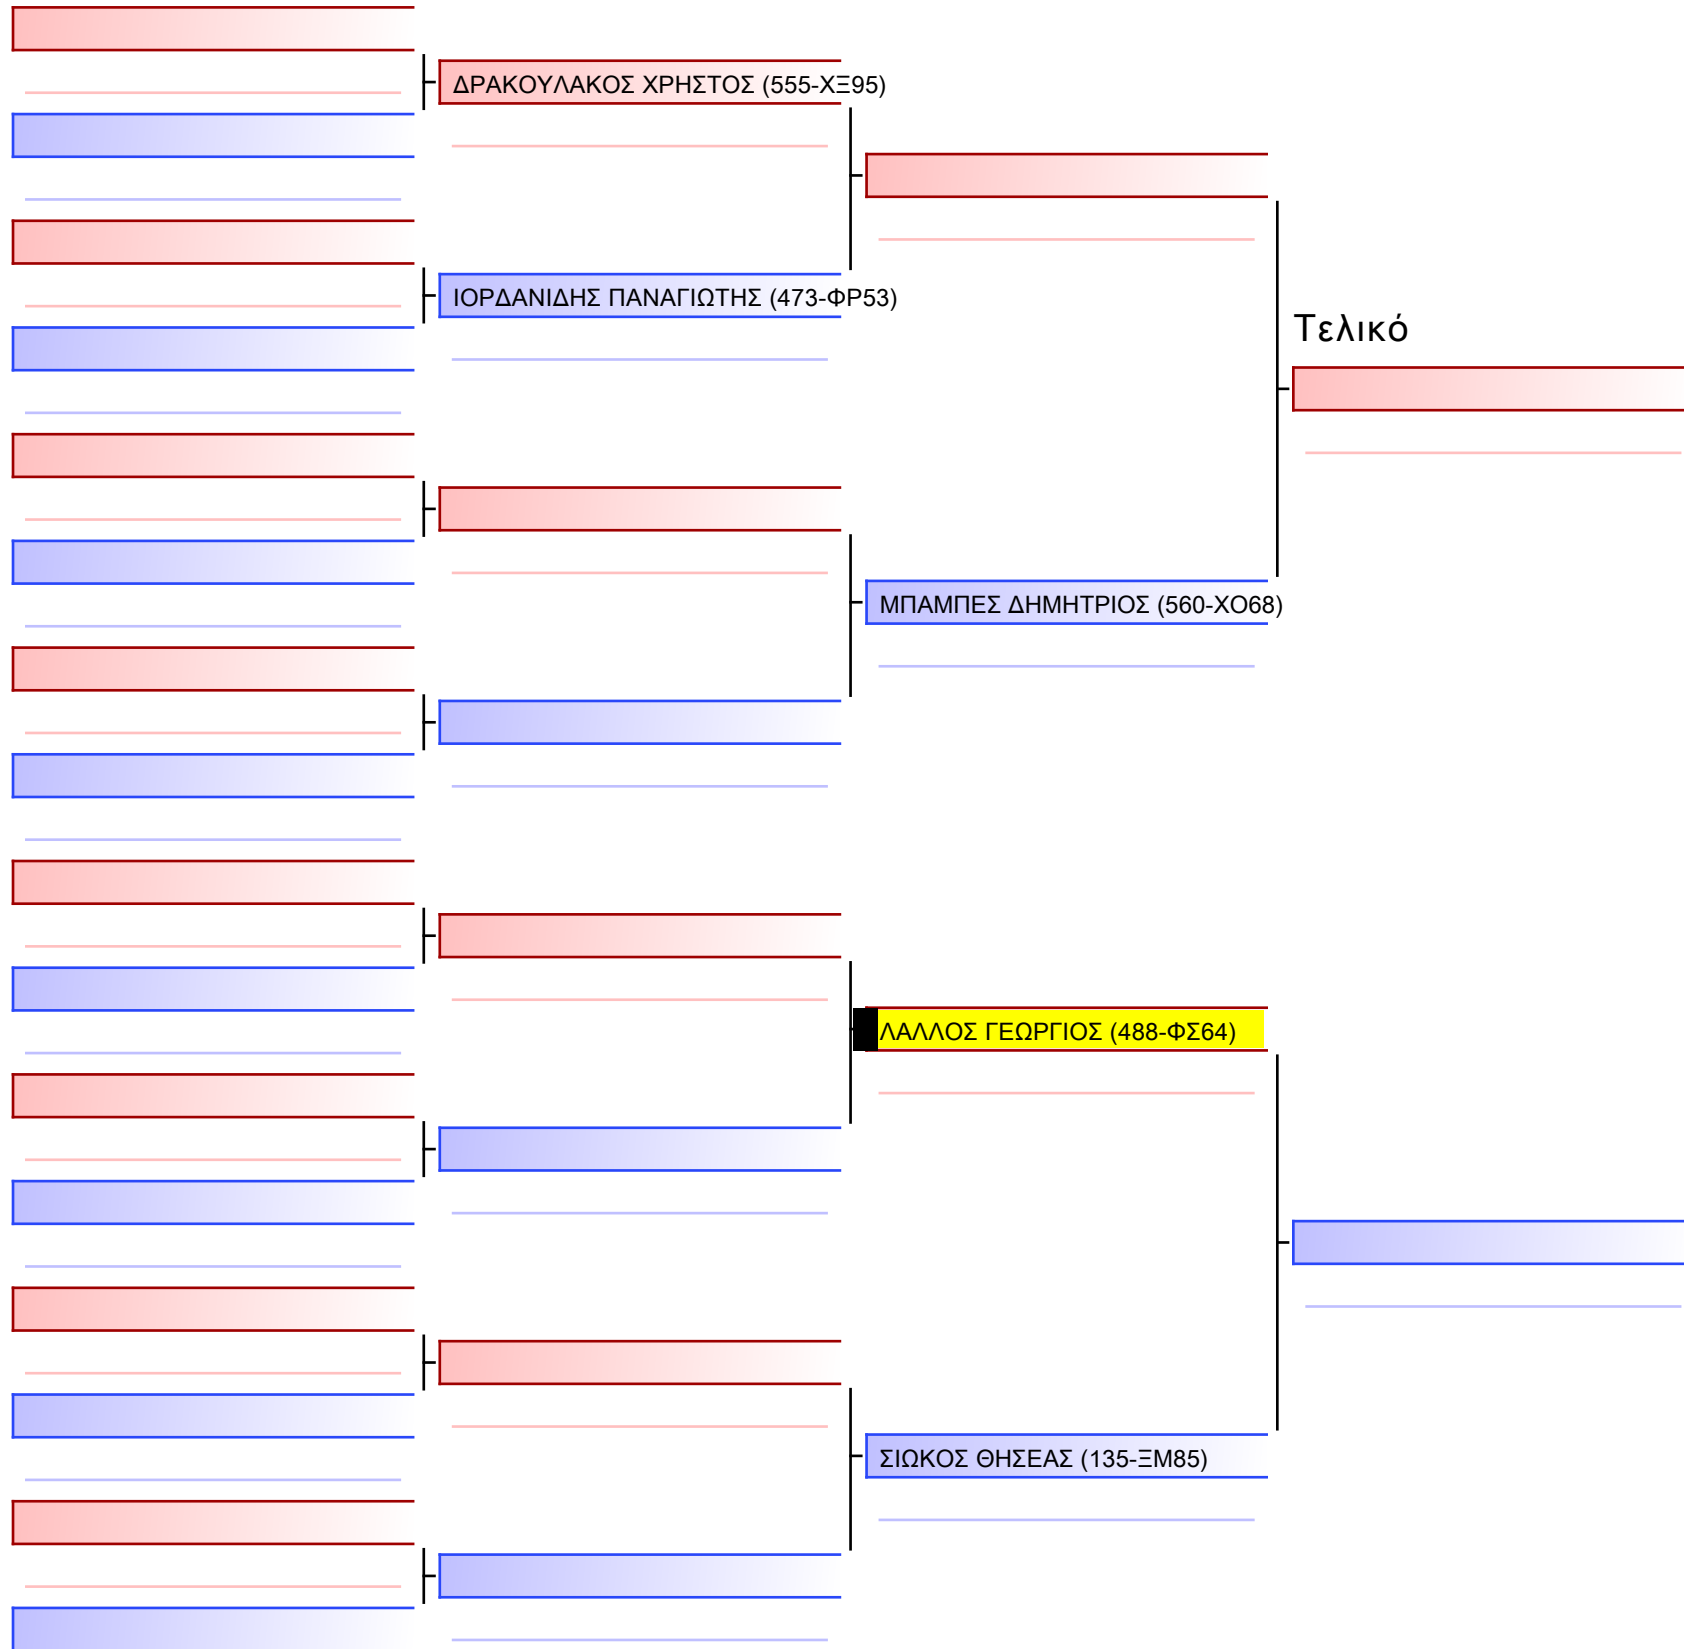 ΔΡΑΚΟΥΛΑΚΟΣ ΧΡΗΣΤΟΣ (555-ΧΞ95)
ΙΟΡΔΑΝΙΔΗΣ ΠΑΝΑΓΙΩΤΗΣ (473-ΦΡ53)
Τελικό
ΜΠΑΜΠΕΣ ΔΗΜΗΤΡΙΟΣ (560-ΧΟ68)
ΛΑΛΛΟΣ ΓΕΩΡΓΙΟΣ (488-ΦΣ64)
ΣΙΩΚΟΣ ΘΗΣΕΑΣ (135-ΞΜ85)